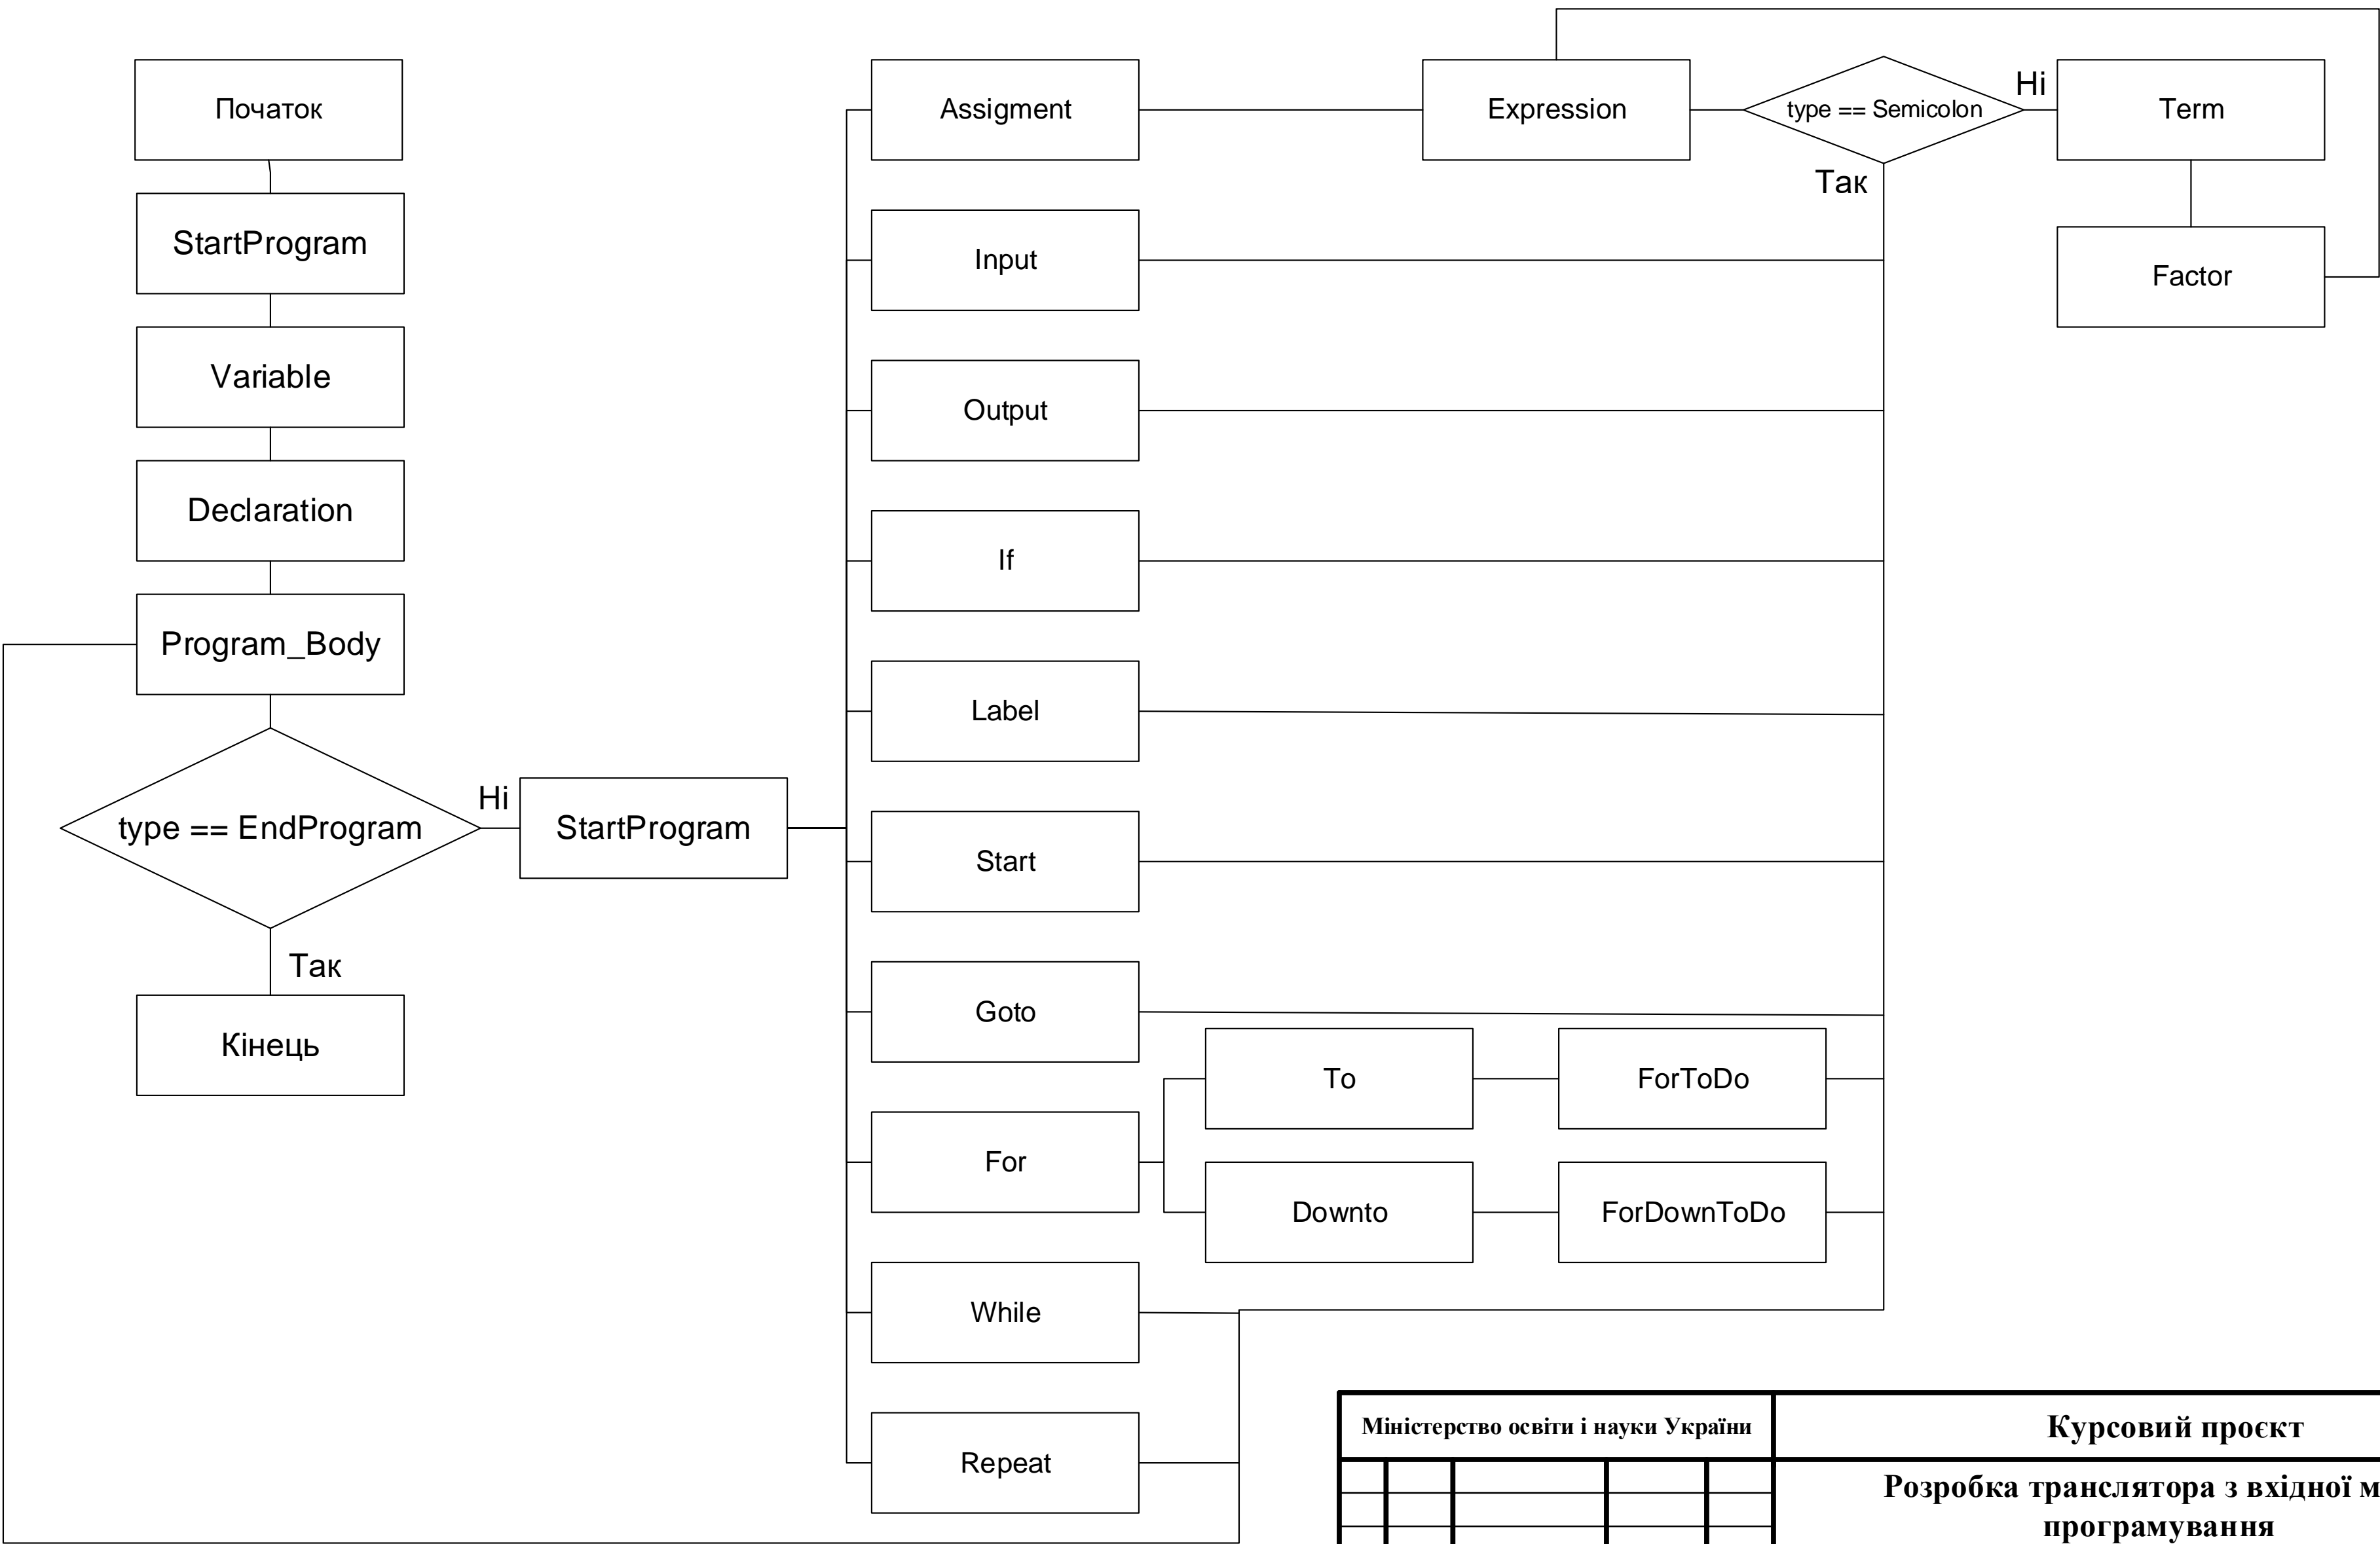 Початок
StartProgram
Variable
Declaration
Program_Body
type == EndProgram
Ні
Так
Кінець
StartProgram
Assigment
Input
Output
If
Label
Start
Goto
For
While
Repeat
To
ForToDo
Downto
ForDownToDo
Expression
type == Semicolon
Ні
Так
Term
Factor
Міністерство освіти і науки України
Курсовий проєкт
Розробка транслятора з вхідної м
програмування